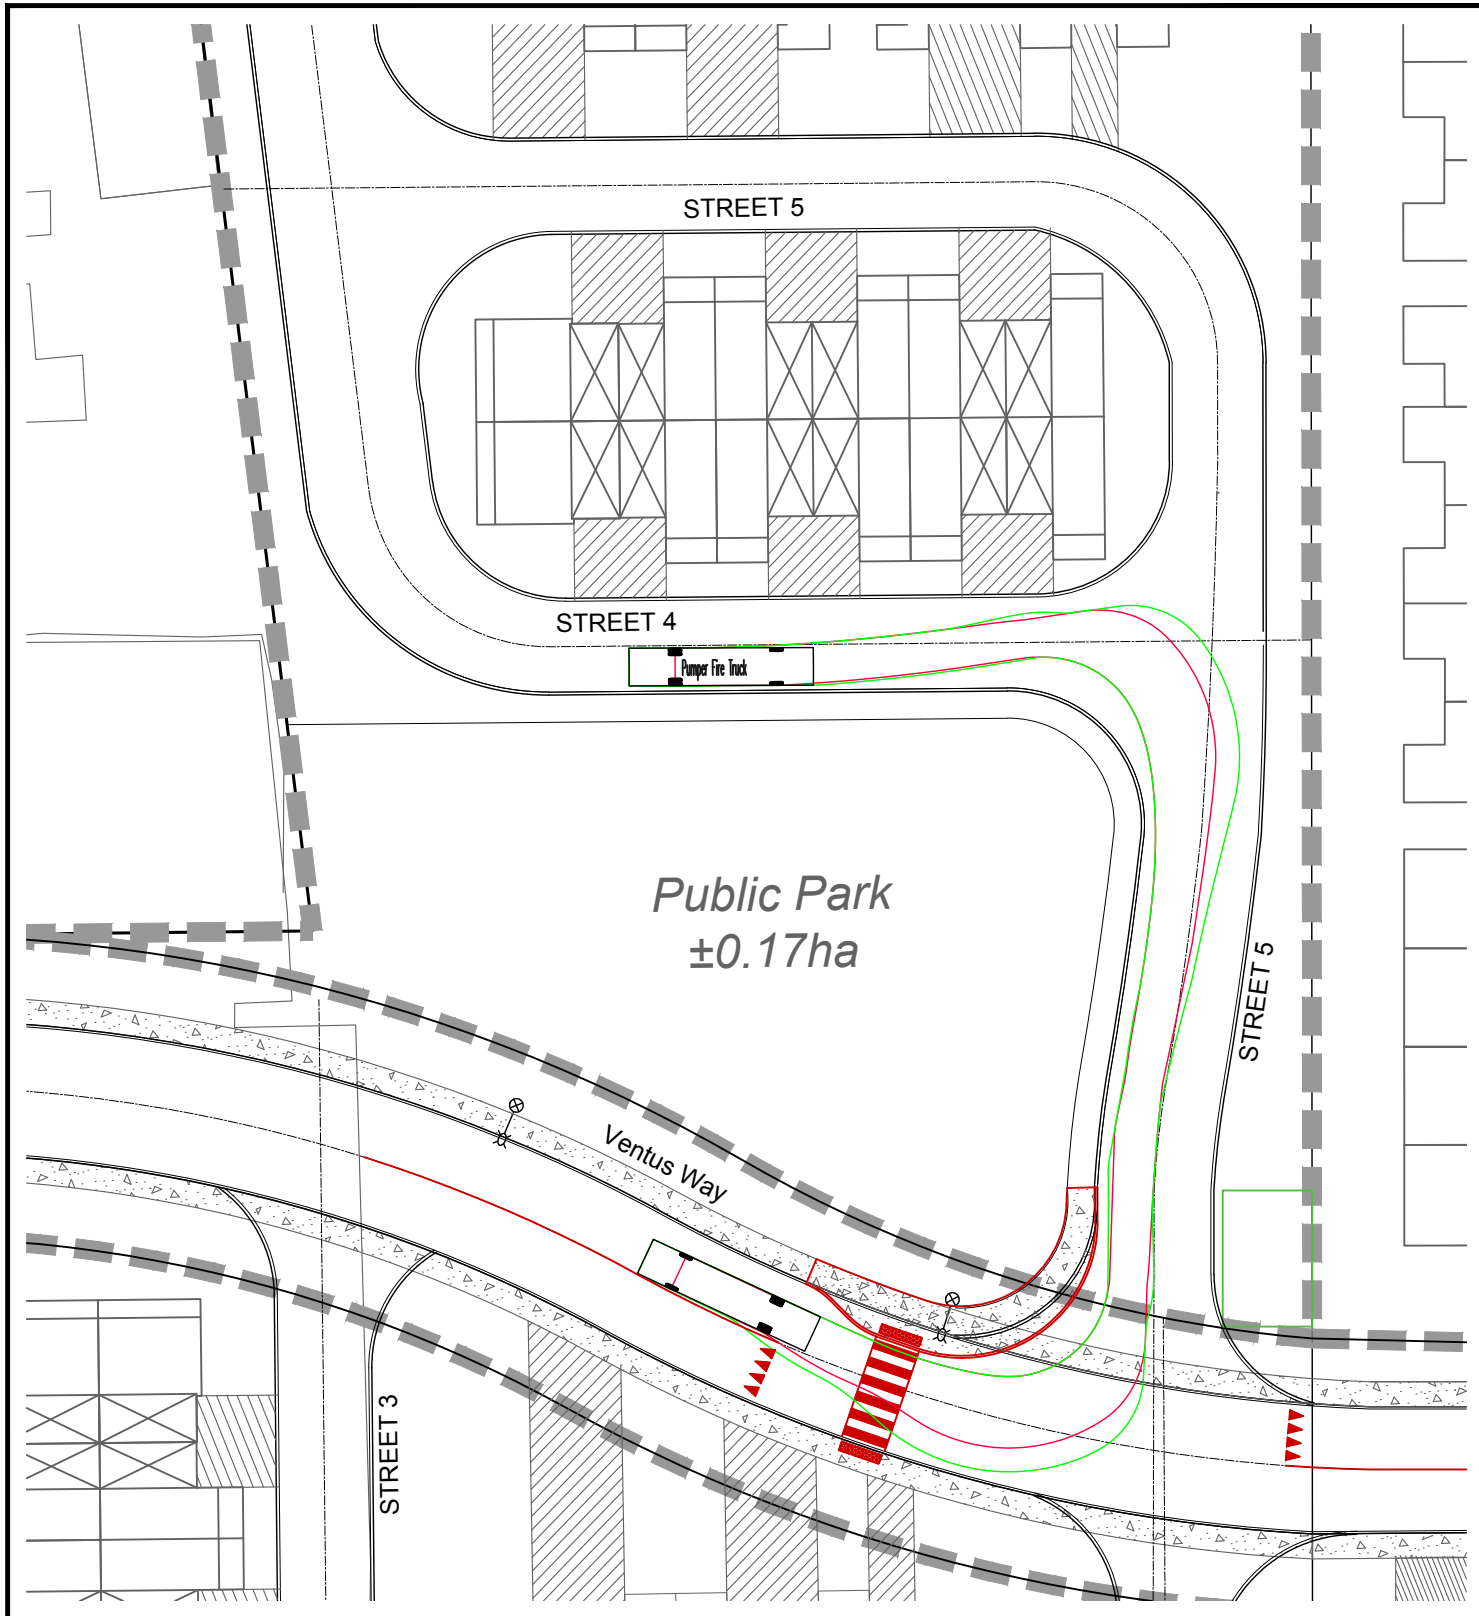 STREET 5
STREET 4
Pumper Fire Truck
Public Park
±0.17ha
STREET 5
Ventus Way
STREET 3